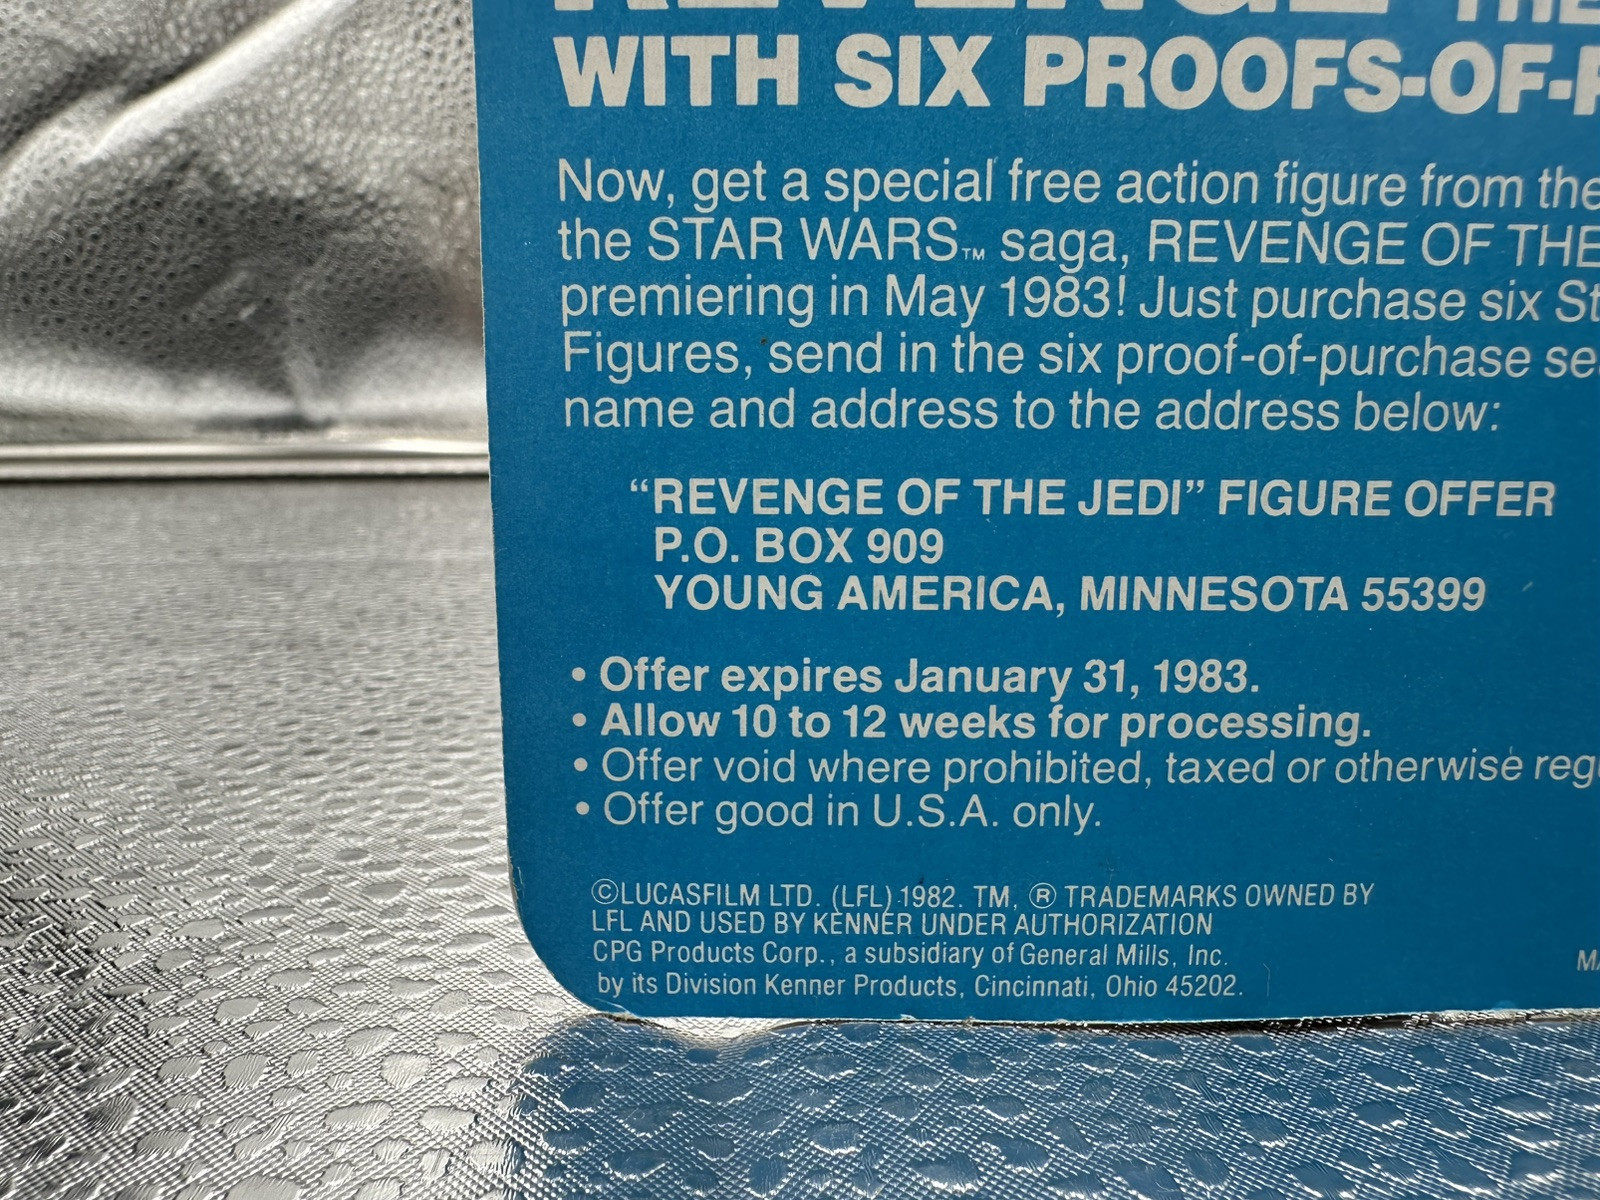 REVENGE THE
WITH SIX PROOFS-OF-
Now, get a special free action figure from the
the STAR WARS™ saga, REVENGE OF THE
premiering in May 1983! Just purchase six St
Figures, send in the six proof-of-purchase se
name and address to the address below:
“REVENGE OF THE JEDI” FIGURE OFFER
P.O. BOX 909
YOUNG AMERICA, MINNESOTA 55399
• Offer expires January 31, 1983.
• Allow 10 to 12 weeks for processing.
• Offer void where prohibited, taxed or otherwise reg
• Offer good in U.S.A. only.
©LUCASFILM LTD. (LFL) 1982. TM, ® TRADEMARKS OWNED BY
LFL AND USED BY KENNER UNDER AUTHORIZATION
CPG Products Corp., a subsidiary of General Mills, Inc.
by its Division Kenner Products, Cincinnati, Ohio 45202.